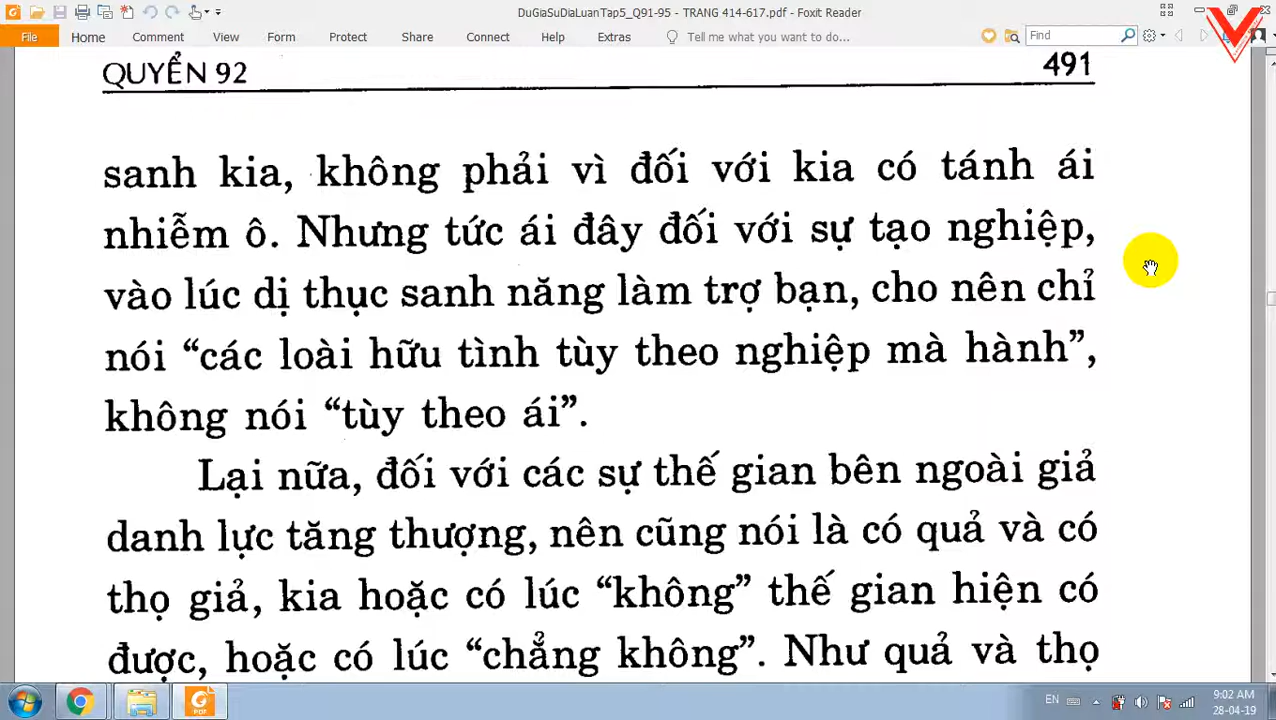 DuGiaSuDiaLuanTap5_Q91-95 - TRANG 414-617.pdf - Foxit Reader
File Home Comment View Form Protect Share Connect Help Extras Tell me what you want to do... Find
QUYỂN 92 491
sanh kia, không phải vì đối với kia có tánh ái
nhiễm ô. Nhưng tức ái đây đối với sự tạo nghiệp,
vào lúc dị thục sanh năng làm trợ bạn, cho nên chỉ
nói “các loài hữu tình tùy theo nghiệp mà hành”,
không nói “tùy theo ái”.
Lại nữa, đối với các sự thế gian bên ngoài giả
danh lực tăng thượng, nên cũng nói là có quả và có
thọ giả, kia hoặc có lúc “không” thế gian hiện có
được, hoặc có lúc “chẳng không”. Như quả và thọ
PDF
EN 9:02 AM
28-04-19